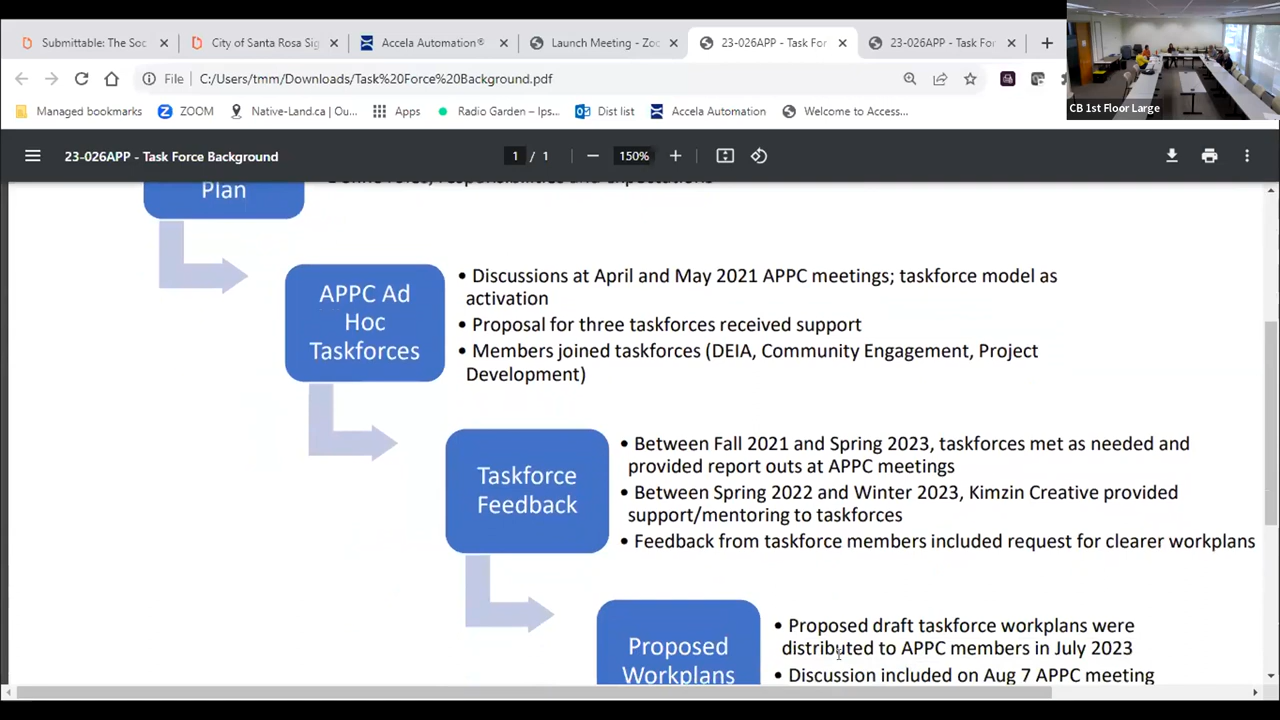 Submittable: The Soc
City of Santa Rosa Sig
Accela Automation®
Launch Meeting - Zoo
23-026APP - Task For
23-026APP - Task Fo
File
C:/Users/tmm/Downloads/Task%20Force%20Background.pdf
CB 1st Floor Large
Managed bookmarks
ZOOM
Native-Land.ca | Ou...
Apps
Radio Garden – Ips...
Dist list
Accela Automation
Welcome to Access...
23-026APP - Task Force Background
1 / 1
150%
Plan
APPC Ad
Hoc
Taskforces
• Discussions at April and May 2021 APPC meetings; taskforce model as
activation
• Proposal for three taskforces received support
• Members joined taskforces (DEIA, Community Engagement, Project
Development)
Taskforce
Feedback
• Between Fall 2021 and Spring 2023, taskforces met as needed and
provided report outs at APPC meetings
• Between Spring 2022 and Winter 2023, Kimzin Creative provided
support/mentoring to taskforces
• Feedback from taskforce members included request for clearer workplans
Proposed
Workplans
• Proposed draft taskforce workplans were
distributed to APPC members in July 2023
• Discussion included on Aug 7 APPC meeting